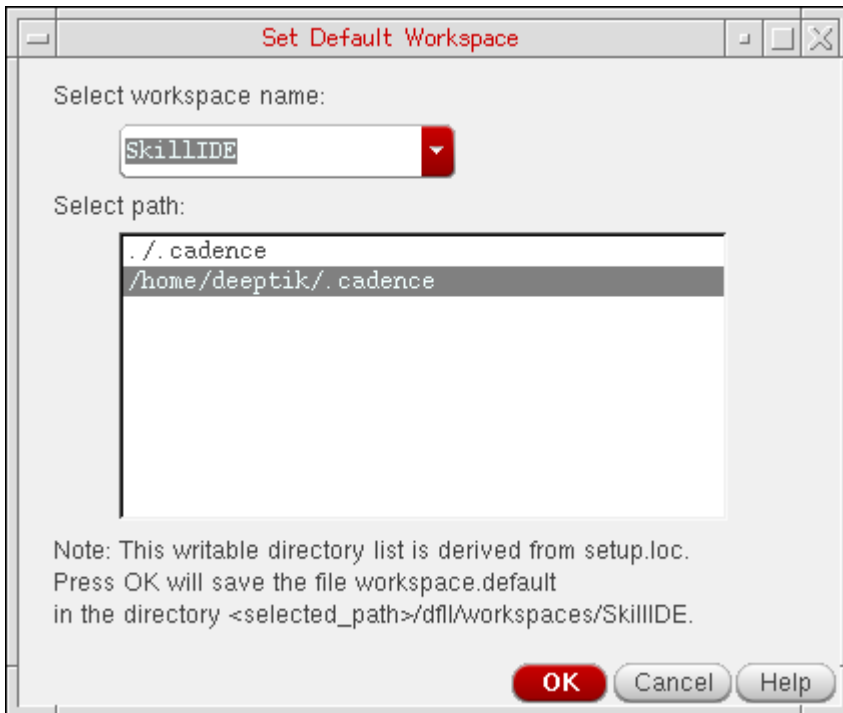 Set Default Workspace
Select workspace name:
SkillIDE
Select path:
./.cadence
/home/deeptik/.cadence
Note: This writable directory list is derived from setup.loc.
Press OK will save the file workspace.default
in the directory <selected_path>/dfII/workspaces/SkillIDE.
OK Cancel Help